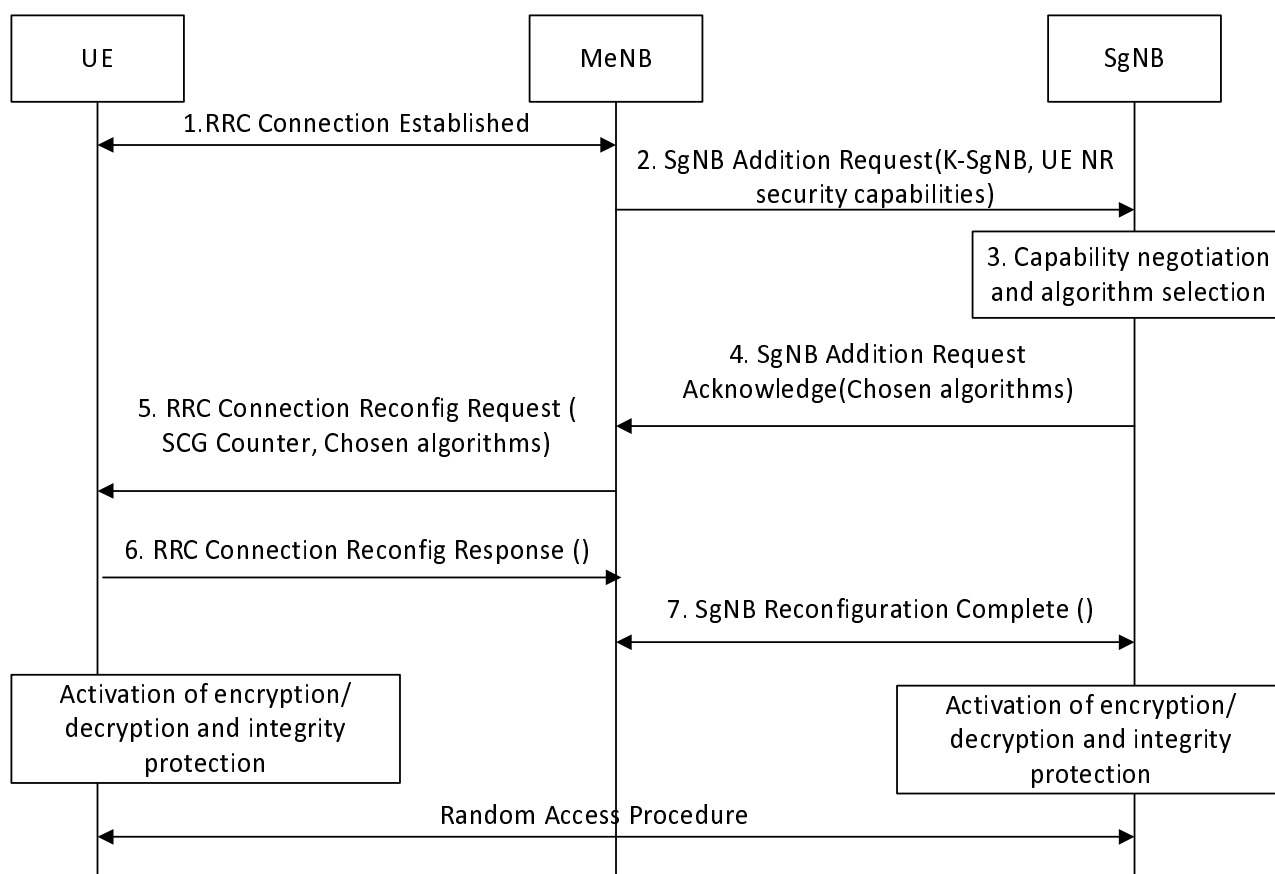 UE
MeNB
SgNB
1.RRC Connection Established
2. SgNB Addition Request(K-SgNB, UE NR
security capabilities)
3. Capability negotiation
and algorithm selection
4. SgNB Addition Request
Acknowledge(Chosen algorithms)
5. RRC Connection Reconfig Request (
SCG Counter, Chosen algorithms)
6. RRC Connection Reconfig Response ()
7. SgNB Reconfiguration Complete ()
Activation of encryption/
decryption and integrity
protection
Activation of encryption/
decryption and integrity
protection
Random Access Procedure